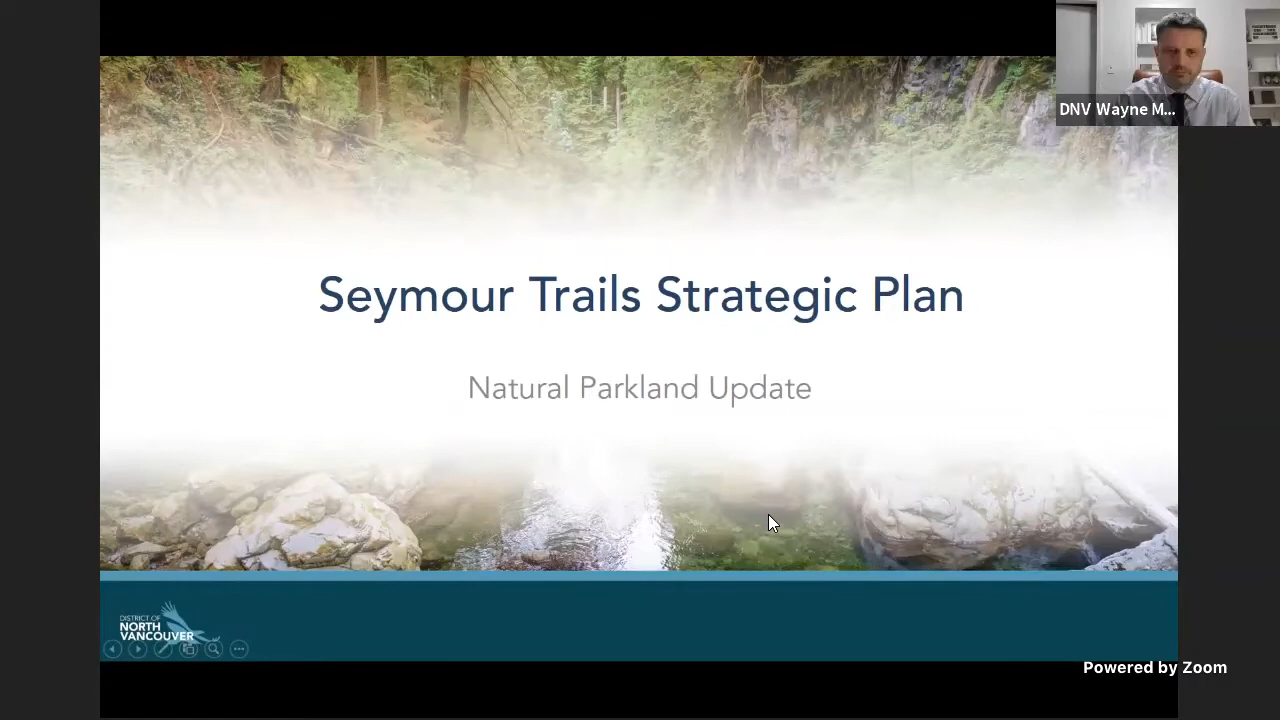 DNV Wayne M...
Seymour Trails Strategic Plan
Natural Parkland Update
DISTRICT OF
NORTH
VANCOUVER
Powered by Zoom